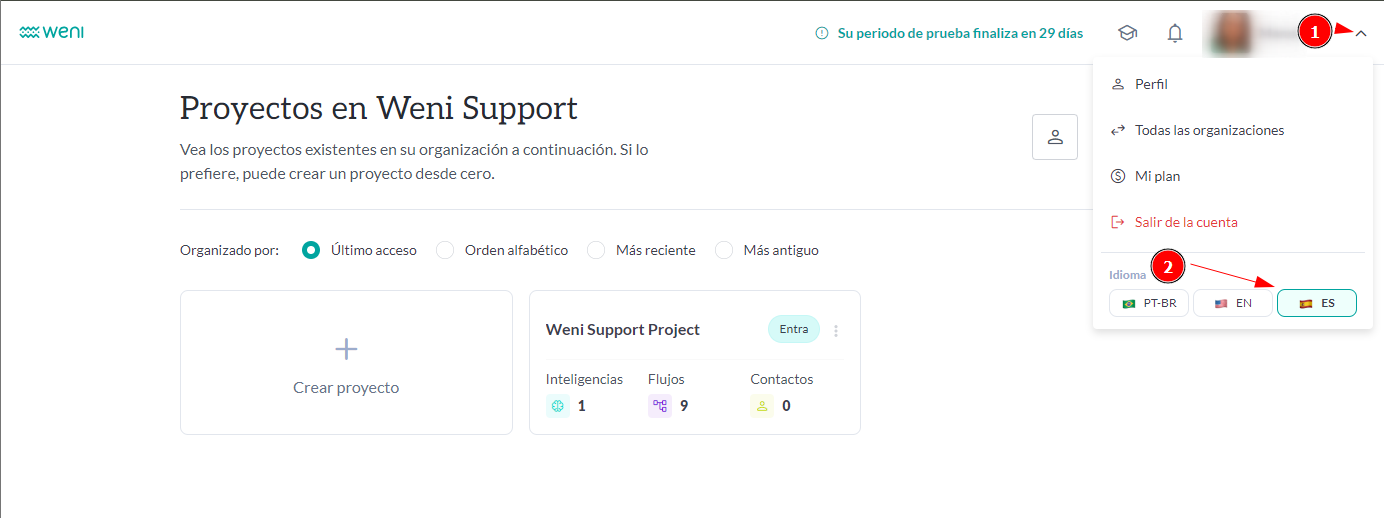 weni
Su periodo de prueba finaliza en 29 días
1
Proyectos en Weni Support
Vea los proyectos existentes en su organización a continuación. Si lo
prefiere, puede crear un proyecto desde cero.
Perfil
Todas las organizaciones
Mi plan
Salir de la cuenta
Idioma
2
PT-BR EN ES
Organizado por: Último acceso Orden alfabético Más reciente Más antiguo
Crear proyecto
Weni Support Project Entra
Inteligencias Flujos Contactos
1 9 0